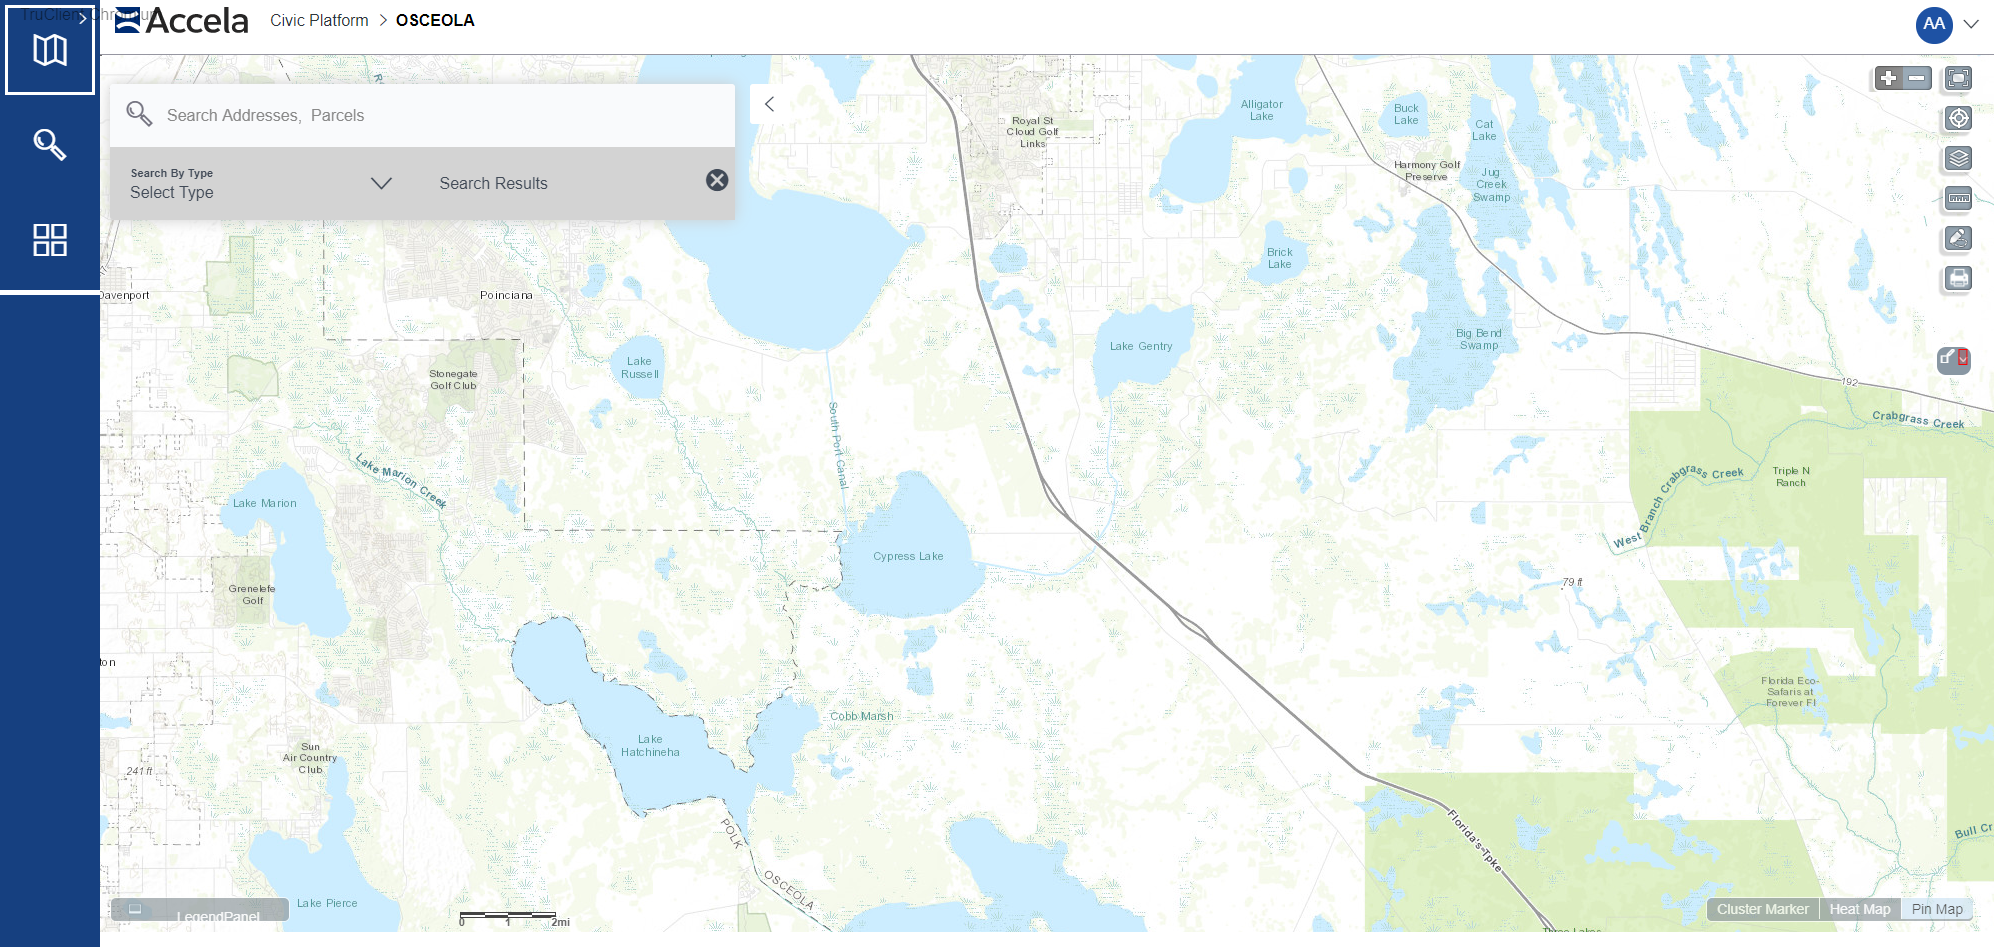 TruClient Chromium
Accela
Civic Platform > OSCEOLA
AA
Search Addresses, Parcels
Search By Type
Select Type
Search Results
Alligator
Lake
Buck
Lake
Cat
Lake
Royal St
Cloud Golf
Links
Harmony Golf
Preserve
Jug
Creek
Swamp
Brick
Lake
Davenport
Poinciana
Big Bend
Swamp
Lake Gentry
Lake
Russell
Stonegate
Golf Club
192
Crabgrass Creek
South Port Canal
Lake Marion Creek
West Branch Crabgrass Creek
Triple N
Ranch
Lake Marion
Cypress Lake
79 ft
Grenelefe
Golf
ton
Florida Eco-
Safaris at
Forever Fl
Cobb Marsh
Lake
Hatchineha
Sun
Air Country
Club
241 ft
POLK
OSCEOLA
Florida's Tpke
Bull Cr
Lake Pierce
LegendPanel
0 1 2mi
Cluster Marker
Heat Map
Pin Map
Three Lakes